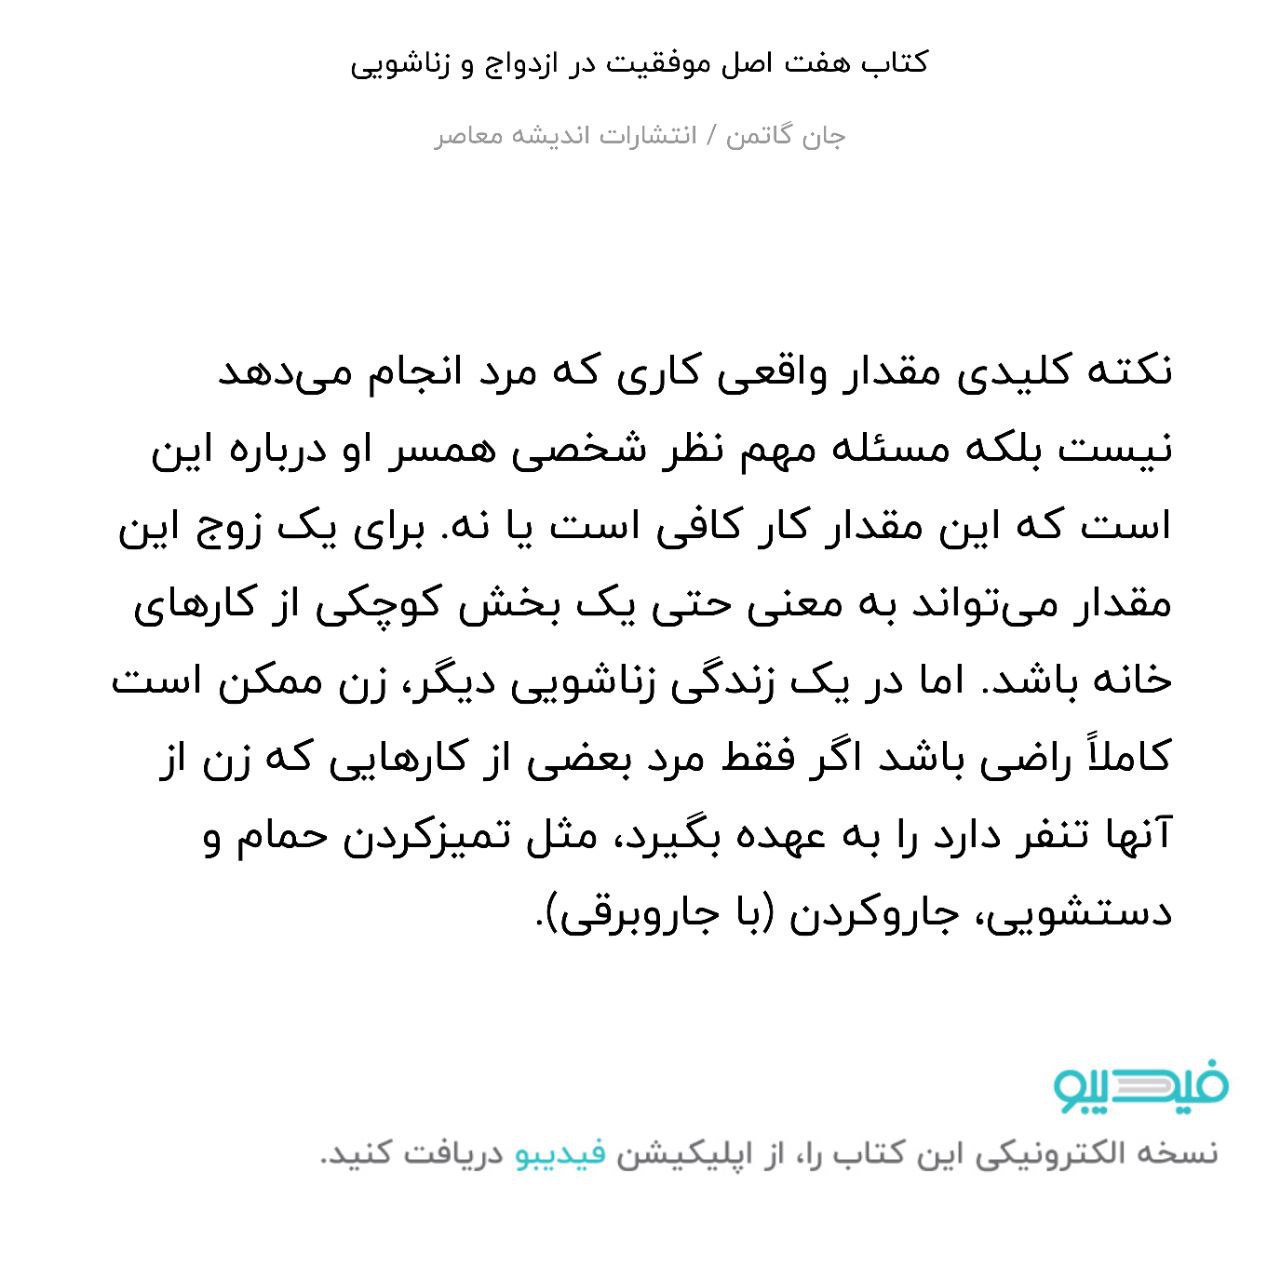 کتاب هفت اصل موفقیت در ازدواج و زناشویی
جان گاتمن / انتشارات اندیشه معاصر
نکته کلیدی مقدار واقعی کاری که مرد انجام می‌دهد
نیست بلکه مسئله مهم نظر شخصی همسر او درباره این
است که این مقدار کار کافی است یا نه. برای یک زوج این
مقدار می‌تواند به معنی حتی یک بخش کوچکی از کارهای
خانه باشد. اما در یک زندگی زناشویی دیگر، زن ممکن است
کاملاً راضی باشد اگر فقط مرد بعضی از کارهایی که زن از
آنها تنفر دارد را به عهده بگیرد، مثل تمیزکردن حمام و
دستشویی، جاروکردن (با جاروبرقی).
فیدیبو
نسخه الکترونیکی این کتاب را، از اپلیکیشن فیدیبو دریافت کنید.